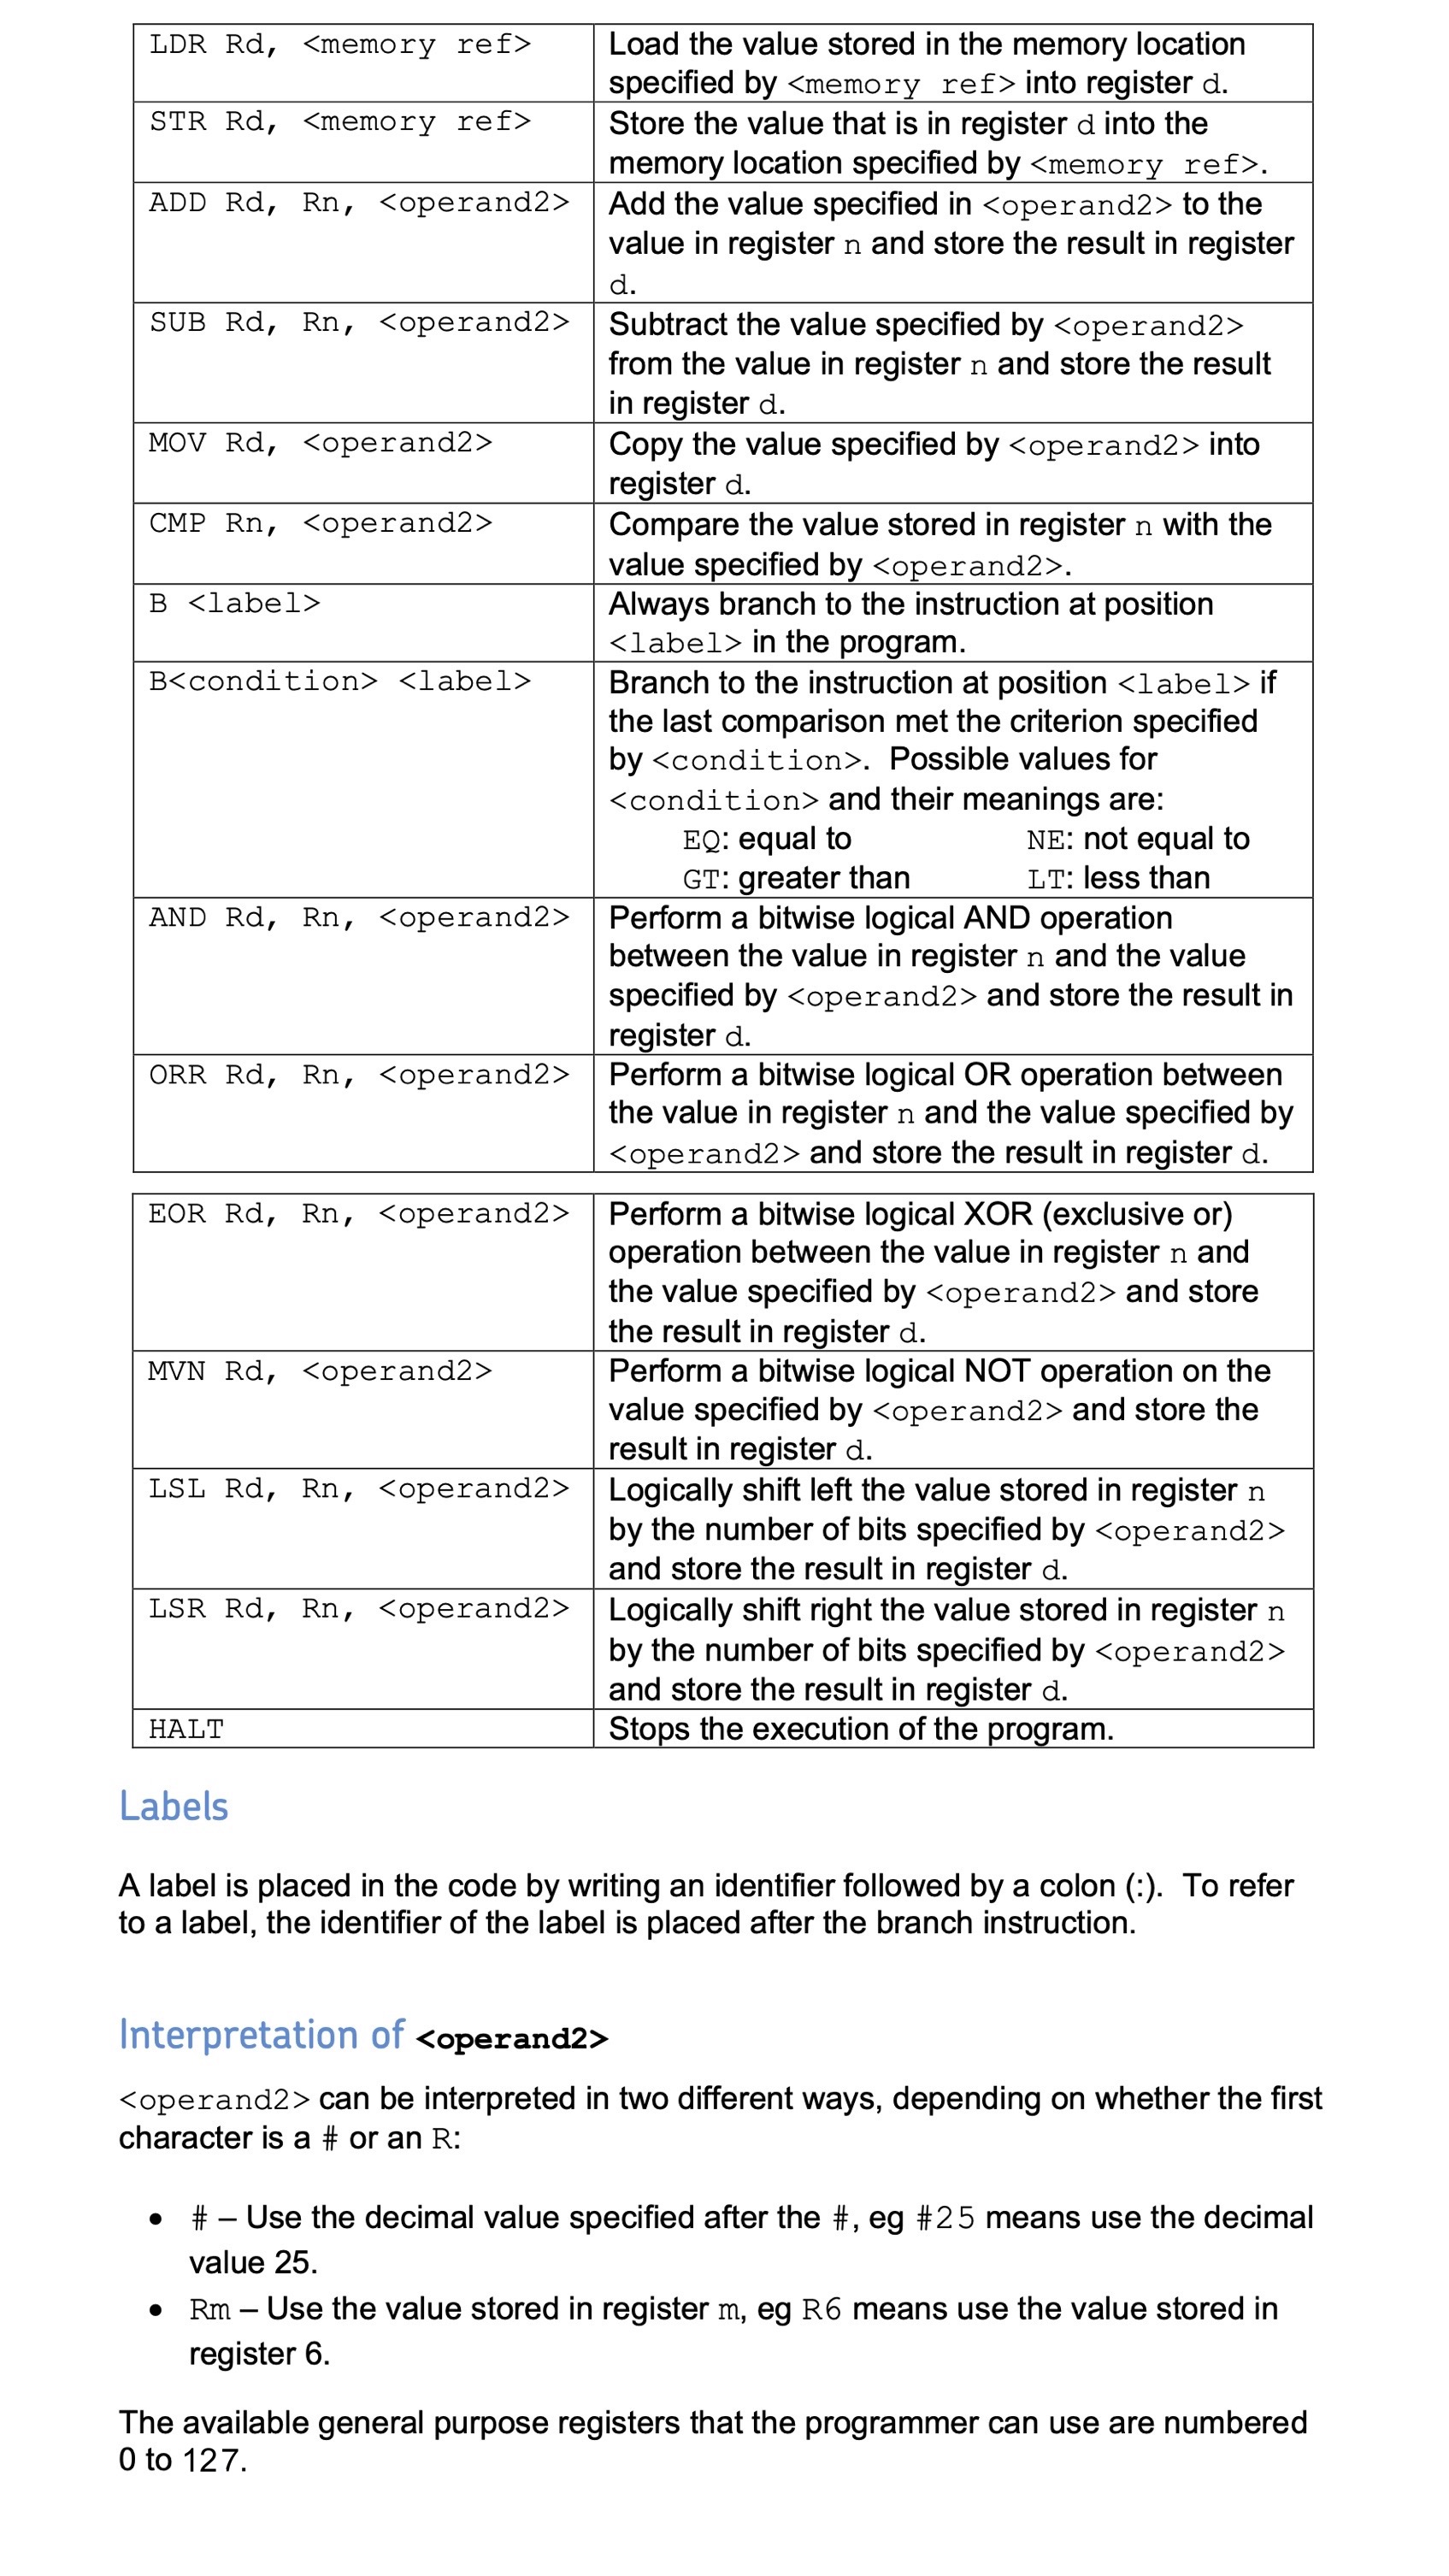 LDR Rd, <memory ref>
Load the value stored in the memory location
specified by <memory ref> into register d.
STR Rd, <memory ref>
Store the value that is in register d into the
memory location specified by <memory ref>.
ADD Rd, Rn, <operand2>
Add the value specified in <operand2> to the
value in register n and store the result in register
d.
SUB Rd, Rn, <operand2>
Subtract the value specified by <operand2>
from the value in register n and store the result
in register d.
MOV Rd, <operand2>
Copy the value specified by <operand2> into
register d.
CMP Rn, <operand2>
Compare the value stored in register n with the
value specified by <operand2>.
B <label>
Always branch to the instruction at position
<label> in the program.
B<condition> <label>
Branch to the instruction at position <label> if
the last comparison met the criterion specified
by <condition>. Possible values for
<condition> and their meanings are:
EQ: equal to NE: not equal to
GT: greater than LT: less than
AND Rd, Rn, <operand2>
Perform a bitwise logical AND operation
between the value in register n and the value
specified by <operand2> and store the result in
register d.
ORR Rd, Rn, <operand2>
Perform a bitwise logical OR operation between
the value in register n and the value specified by
<operand2> and store the result in register d.
EOR Rd, Rn, <operand2>
Perform a bitwise logical XOR (exclusive or)
operation between the value in register n and
the value specified by <operand2> and store
the result in register d.
MVN Rd, <operand2>
Perform a bitwise logical NOT operation on the
value specified by <operand2> and store the
result in register d.
LSL Rd, Rn, <operand2>
Logically shift left the value stored in register n
by the number of bits specified by <operand2>
and store the result in register d.
LSR Rd, Rn, <operand2>
Logically shift right the value stored in register n
by the number of bits specified by <operand2>
and store the result in register d.
HALT
Stops the execution of the program.
Labels
A label is placed in the code by writing an identifier followed by a colon (:). To refer
to a label, the identifier of the label is placed after the branch instruction.
Interpretation of <operand2>
<operand2> can be interpreted in two different ways, depending on whether the first
character is a # or an R:
• # – Use the decimal value specified after the #, eg #25 means use the decimal
value 25.
• Rm – Use the value stored in register m, eg R6 means use the value stored in
register 6.
The available general purpose registers that the programmer can use are numbered
0 to 127.